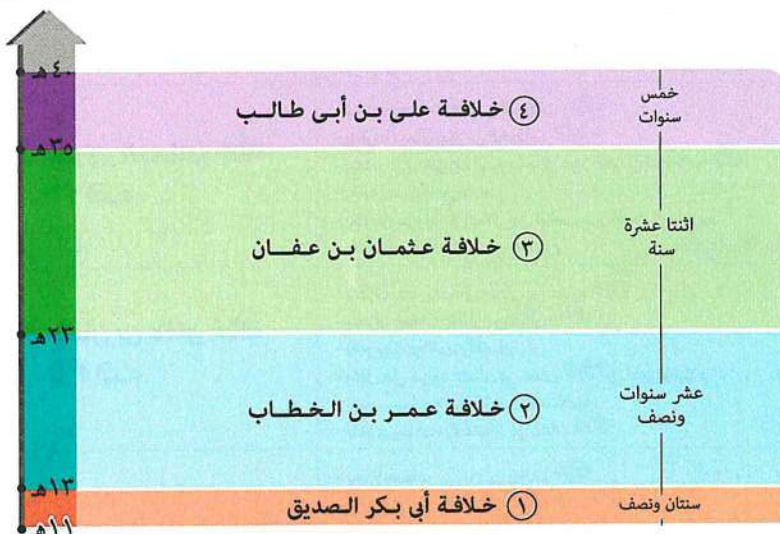 ٤٠هـ
④ خلافة على بن أبى طالب
خمس
سنوات
٣٥هـ
③ خلافة عثمان بن عفان
اثنتا عشرة
سنة
٢٣هـ
② خلافة عمر بن الخطاب
عشر سنوات
ونصف
١٣هـ
① خلافة أبي بكر الصديق
سنتان ونصف
١١هـ